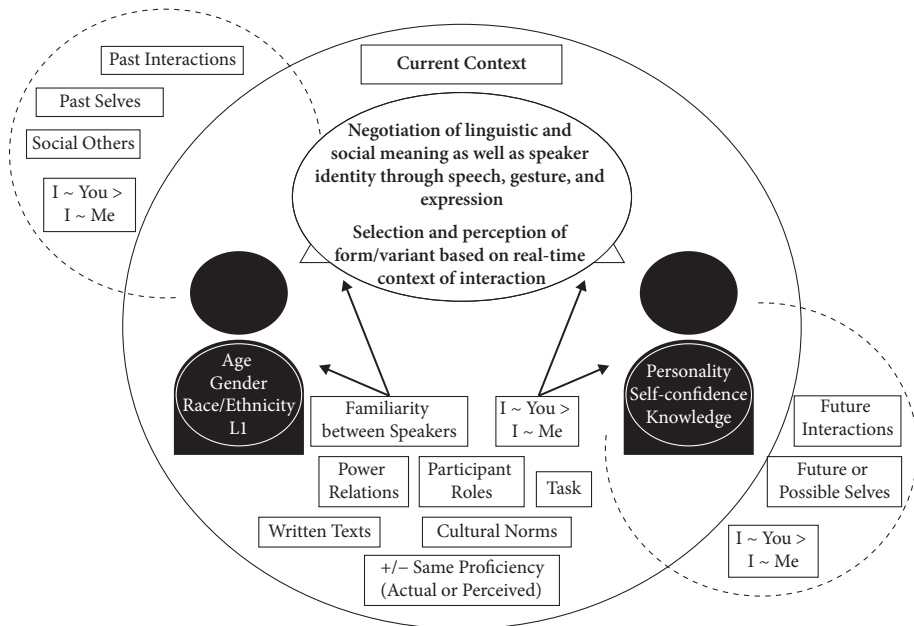 Past Interactions
Past Selves
Social Others
I ~ You >
I ~ Me
Current Context
Negotiation of linguistic and
social meaning as well as speaker
identity through speech, gesture, and
expression
Selection and perception of
form/variant based on real-time
context of interaction
Age
Gender
Race/Ethnicity
L1
Personality
Self-confidence
Knowledge
Familiarity
between Speakers
I ~ You >
I ~ Me
Power
Relations
Participant
Roles
Task
Written Texts
Cultural Norms
+/− Same Proficiency
(Actual or Perceived)
Future
Interactions
Future or
Possible Selves
I ~ You >
I ~ Me